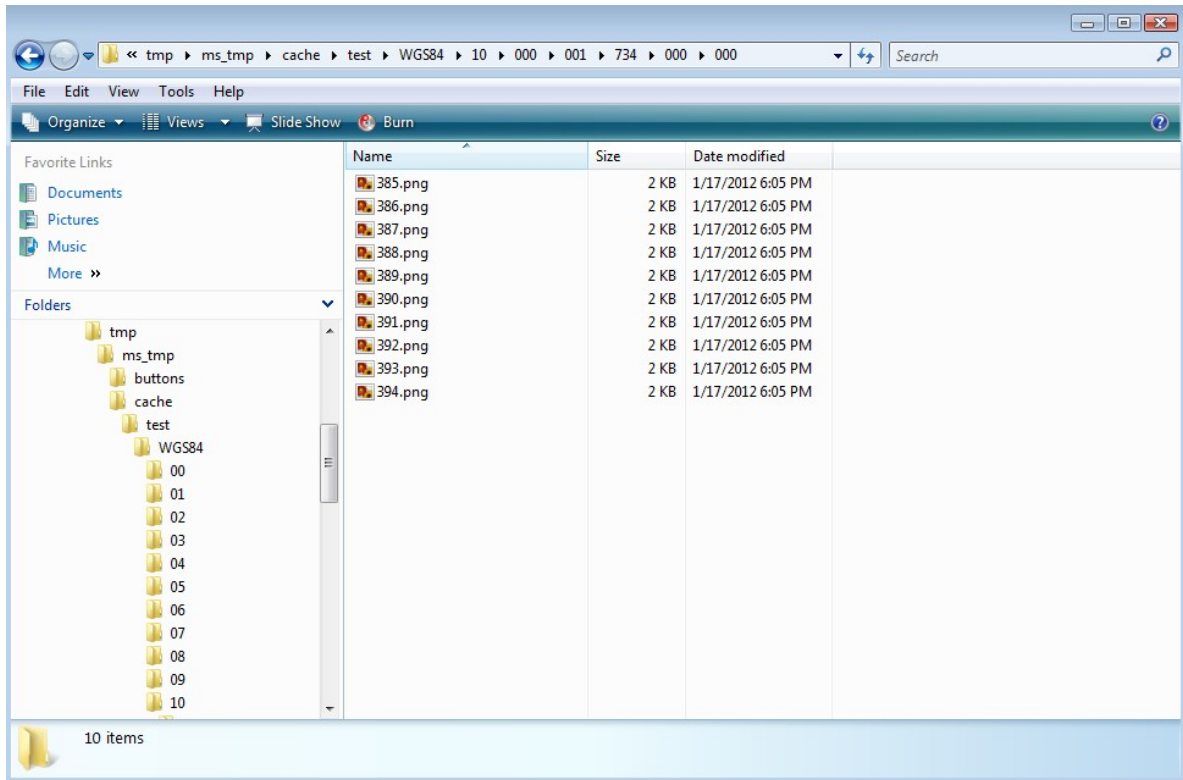 « tmp ▸ ms_tmp ▸ cache ▸ test ▸ WGS84 ▸ 10 ▸ 000 ▸ 001 ▸ 734 ▸ 000 ▸ 000 Search
File Edit View Tools Help
Organize Views Slide Show Burn
Favorite Links
Documents
Pictures
Music
More »
Folders
tmp
ms_tmp
buttons
cache
test
WGS84
00
01
02
03
04
05
06
07
08
09
10
Name Size Date modified
385.png 2 KB 1/17/2012 6:05 PM
386.png 2 KB 1/17/2012 6:05 PM
387.png 2 KB 1/17/2012 6:05 PM
388.png 2 KB 1/17/2012 6:05 PM
389.png 2 KB 1/17/2012 6:05 PM
390.png 2 KB 1/17/2012 6:05 PM
391.png 2 KB 1/17/2012 6:05 PM
392.png 2 KB 1/17/2012 6:05 PM
393.png 2 KB 1/17/2012 6:05 PM
394.png 2 KB 1/17/2012 6:05 PM
10 items